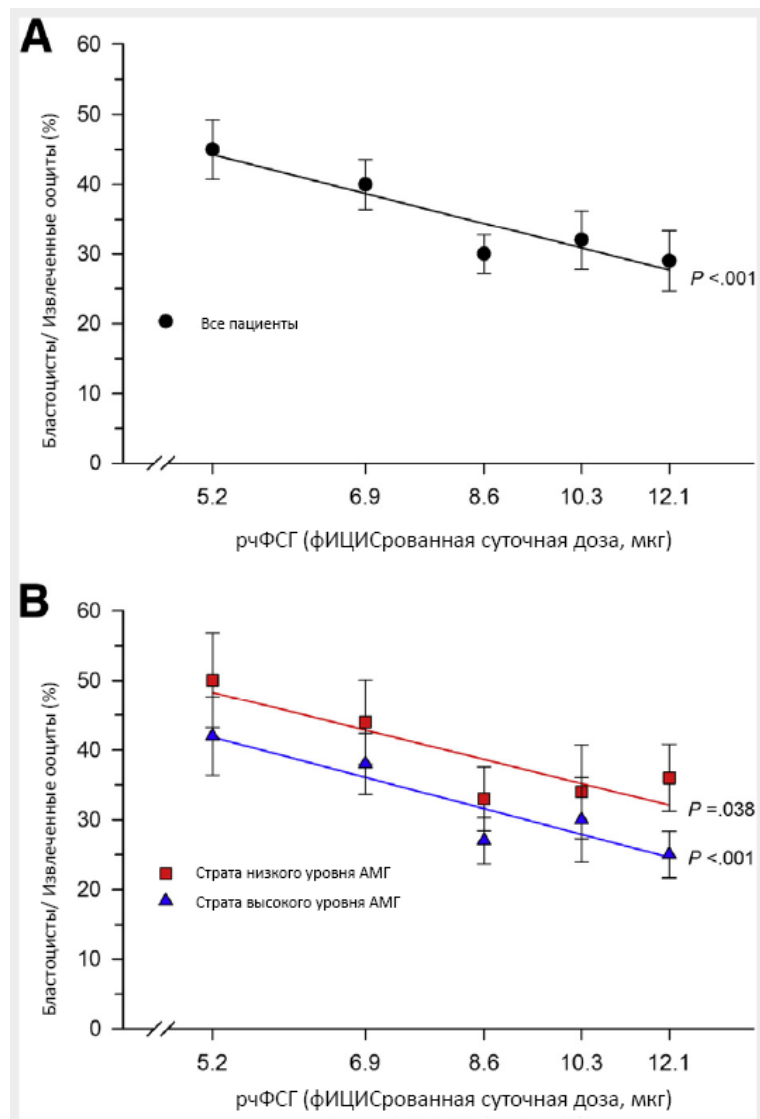 A
60
50
40
30
20
10
0
Бластоцисты/ Извлеченные ооциты (%)
P <.001
Все пациенты
5.2 6.9 8.6 10.3 12.1
рчФСГ (фИЦИСрованная суточная доза, мкг)
B
60
50
40
30
20
10
0
Бластоцисты/ Извлеченные ооциты (%)
P =.038
P <.001
Страта низкого уровня АМГ
Страта высокого уровня АМГ
5.2 6.9 8.6 10.3 12.1
рчФСГ (фИЦИСрованная суточная доза, мкг)